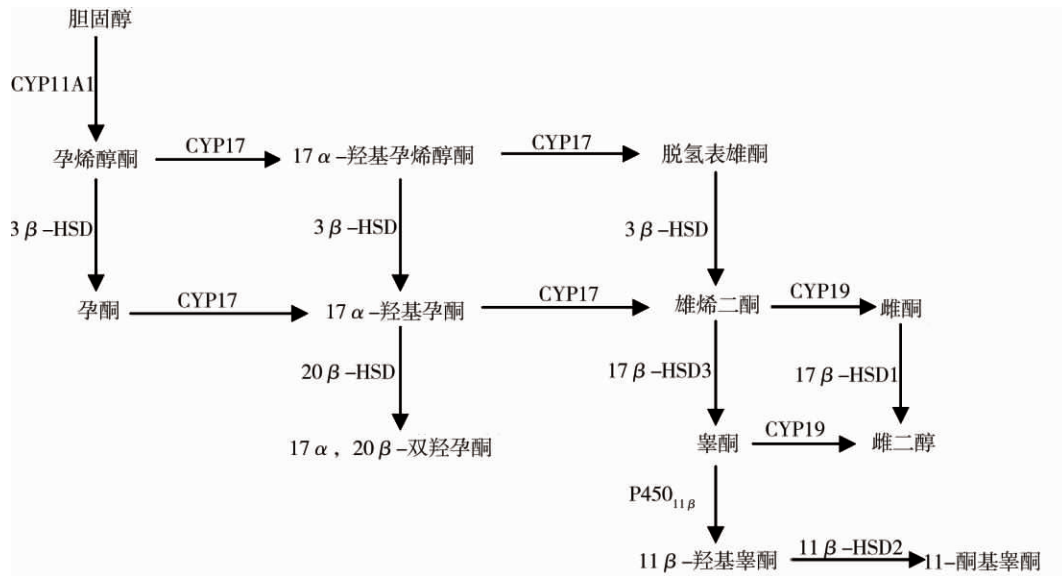 胆固醇
CYP11A1
孕烯醇酮
CYP17
17α-羟基孕烯醇酮
CYP17
脱氢表雄酮
3β-HSD
3β-HSD
3β-HSD
孕酮
CYP17
17α-羟基孕酮
CYP17
雄烯二酮
CYP19
雌酮
20β-HSD
17β-HSD3
17β-HSD1
17α，20β-双羟孕酮
睾酮
CYP19
雌二醇
P450₁₁β
11β-羟基睾酮
11β-HSD2
11-酮基睾酮